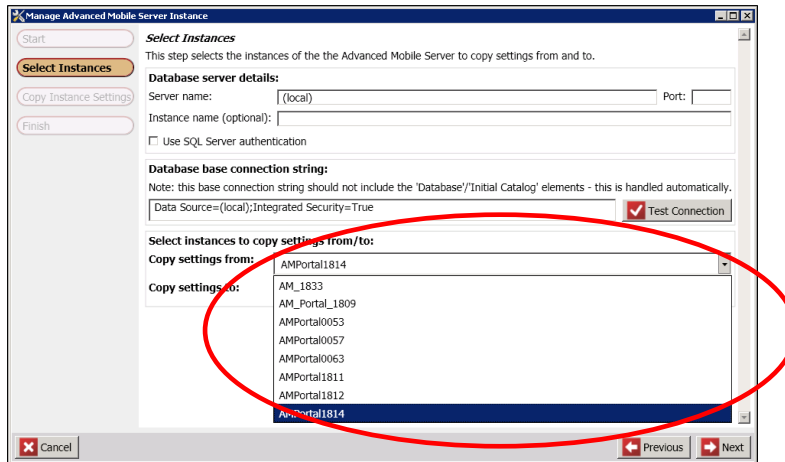 Manage Advanced Mobile Server Instance
Start
Select Instances
Copy Instance Settings
Finish
Select Instances
This step selects the instances of the the Advanced Mobile Server to copy settings from and to.
Database server details:
Server name: (local) Port:
Instance name (optional):
Use SQL Server authentication
Database base connection string:
Note: this base connection string should not include the 'Database'/'Initial Catalog' elements - this is handled automatically.
Data Source=(local);Integrated Security=True Test Connection
Select instances to copy settings from/to:
Copy settings from: AMPortal1814
Copy settings to:
AM_1833
AM_Portal_1809
AMPortal0053
AMPortal0057
AMPortal0063
AMPortal1811
AMPortal1812
AMPortal1814
Cancel Previous Next